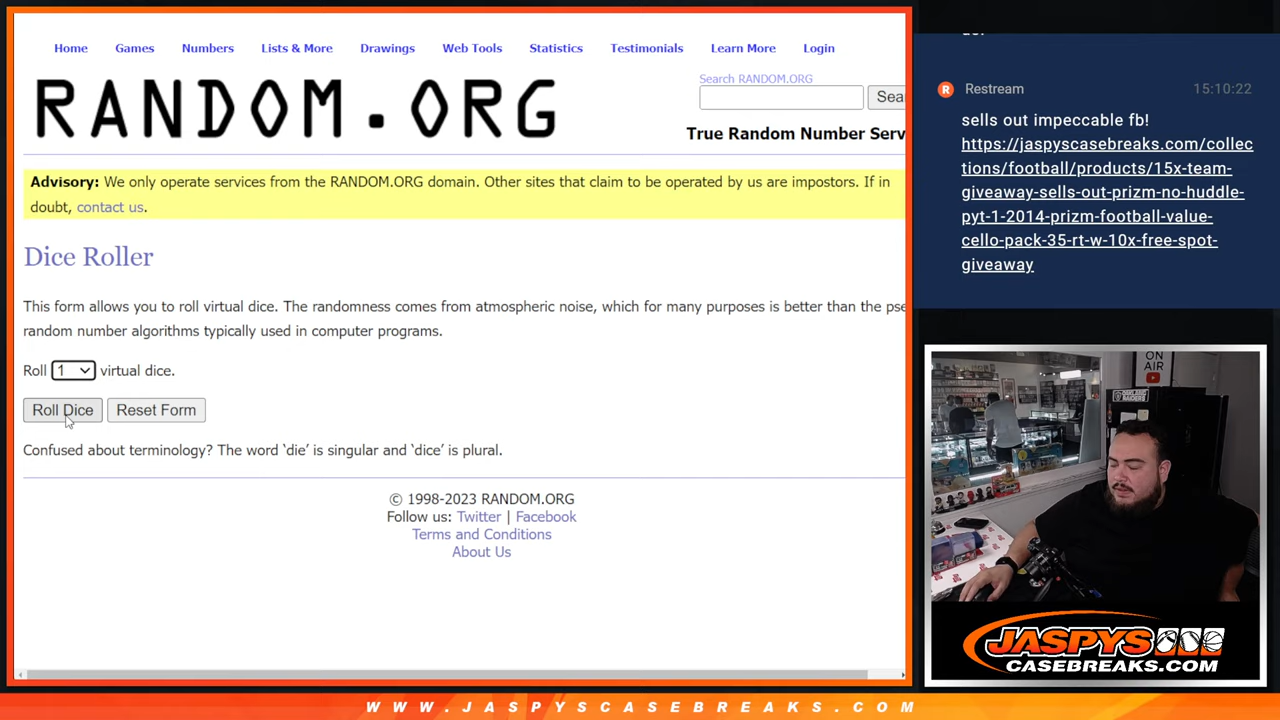 Home Games Numbers Lists & More Drawings Web Tools Statistics Testimonials Learn More Login
RANDOM.ORG
Search RANDOM.ORG
Sea
True Random Number Serv
Advisory: We only operate services from the RANDOM.ORG domain. Other sites that claim to be operated by us are impostors. If in
doubt, contact us.
Dice Roller
This form allows you to roll virtual dice. The randomness comes from atmospheric noise, which for many purposes is better than the pse
random number algorithms typically used in computer programs.
Roll 1 virtual dice.
Roll Dice Reset Form
Confused about terminology? The word ‘die’ is singular and ‘dice’ is plural.
© 1998-2023 RANDOM.ORG
Follow us: Twitter | Facebook
Terms and Conditions
About Us
R Restream 15:10:22
sells out impeccable fb!
https://jaspyscasebreaks.com/collec
tions/football/products/15x-team-
giveaway-sells-out-prizm-no-huddle-
pyt-1-2014-prizm-football-value-
cello-pack-35-rt-w-10x-free-spot-
giveaway
ON
AIR
RAIDERS
JASPYS
CASEBREAKS.COM
WWW.JASPYSCASEBREAKS.COM